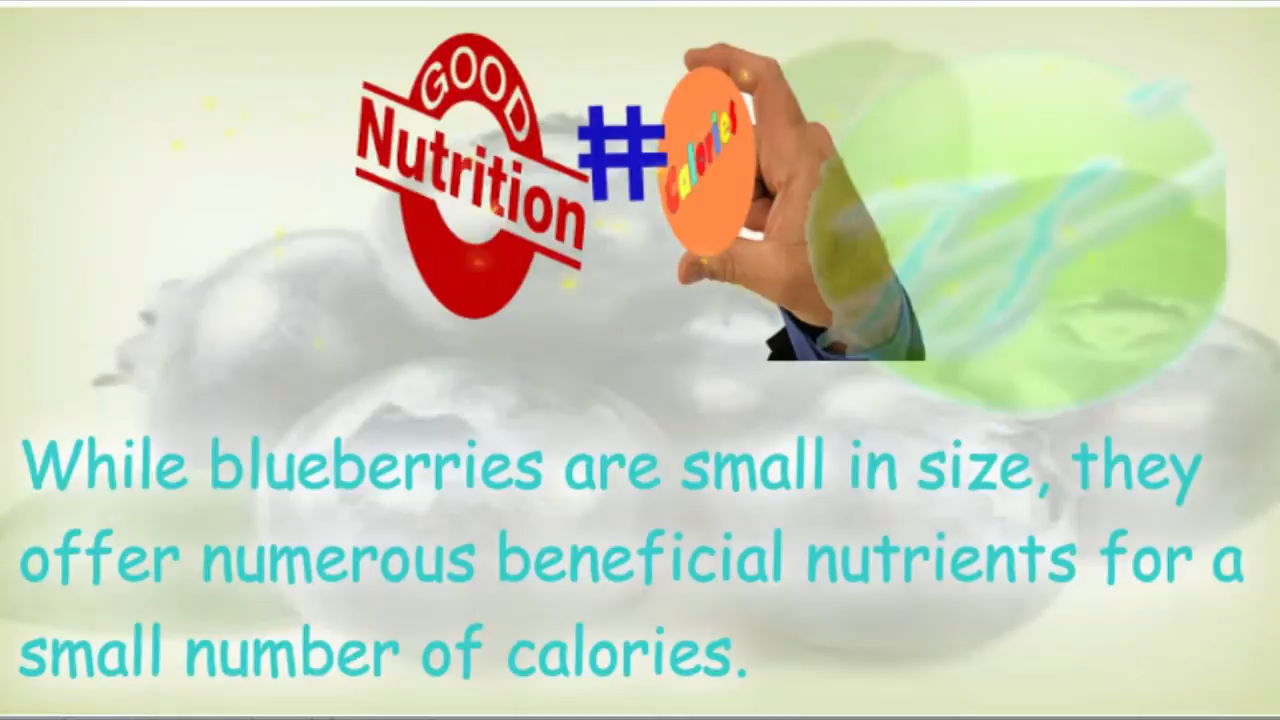 GOOD
Nutrition
#
Calories
While blueberries are small in size, they
offer numerous beneficial nutrients for a
small number of calories.